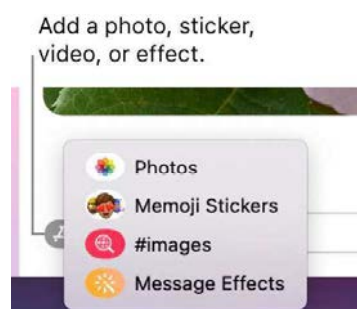 Add a photo, sticker,
video, or effect.
Photos
Memoji Stickers
#images
Message Effects